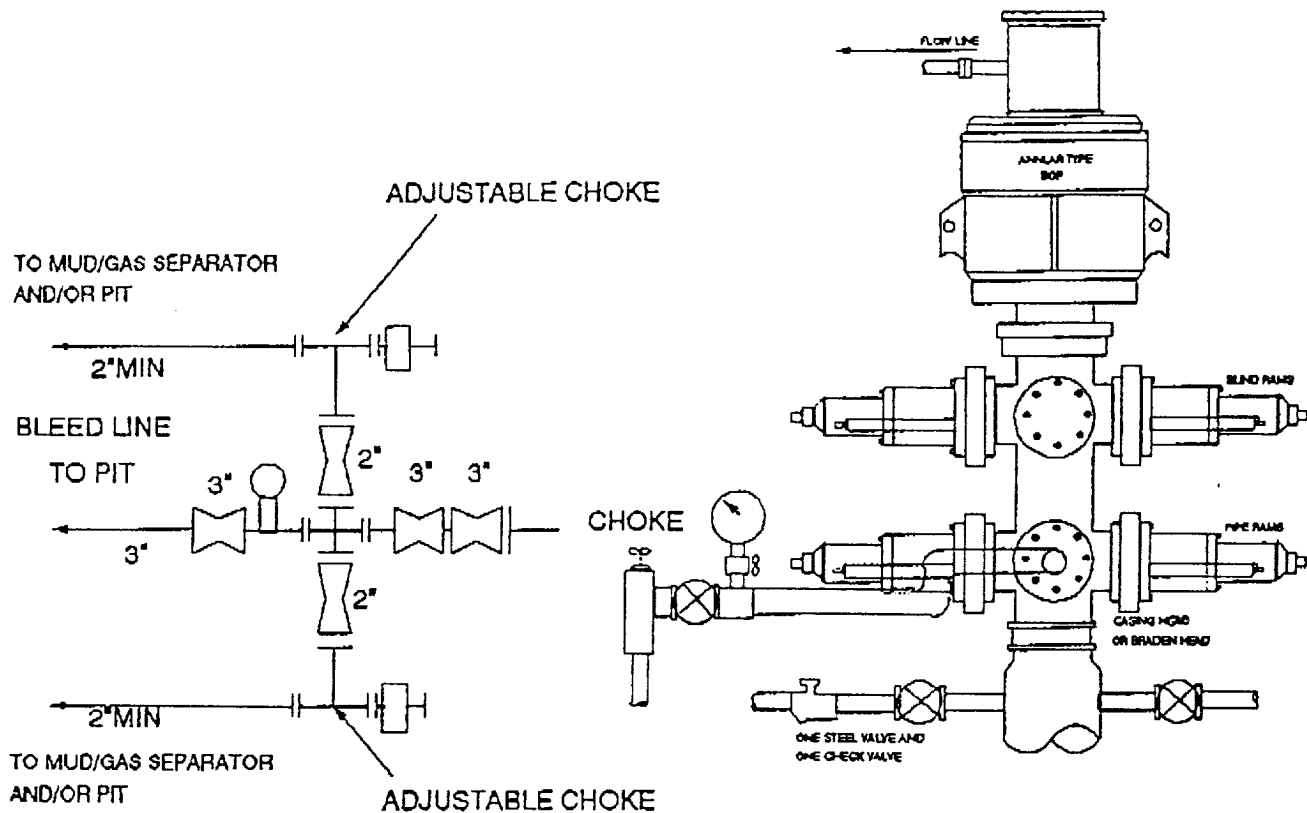 FLOW LINE
ANNLAR TYPE
BOP
ADJUSTABLE CHOKE
TO MUD/GAS SEPARATOR
AND/OR PIT
2"MIN
BLIND RAMS
BLEED LINE
TO PIT
2"
3"
3"
3"
3"
CHOKE
PIPE RAMS
2"
CASING HEAD
OR BRADEN HEAD
2"MIN
ONE STEEL VALVE AND
ONE CHECK VALVE
TO MUD/GAS SEPARATOR
AND/OR PIT
ADJUSTABLE CHOKE